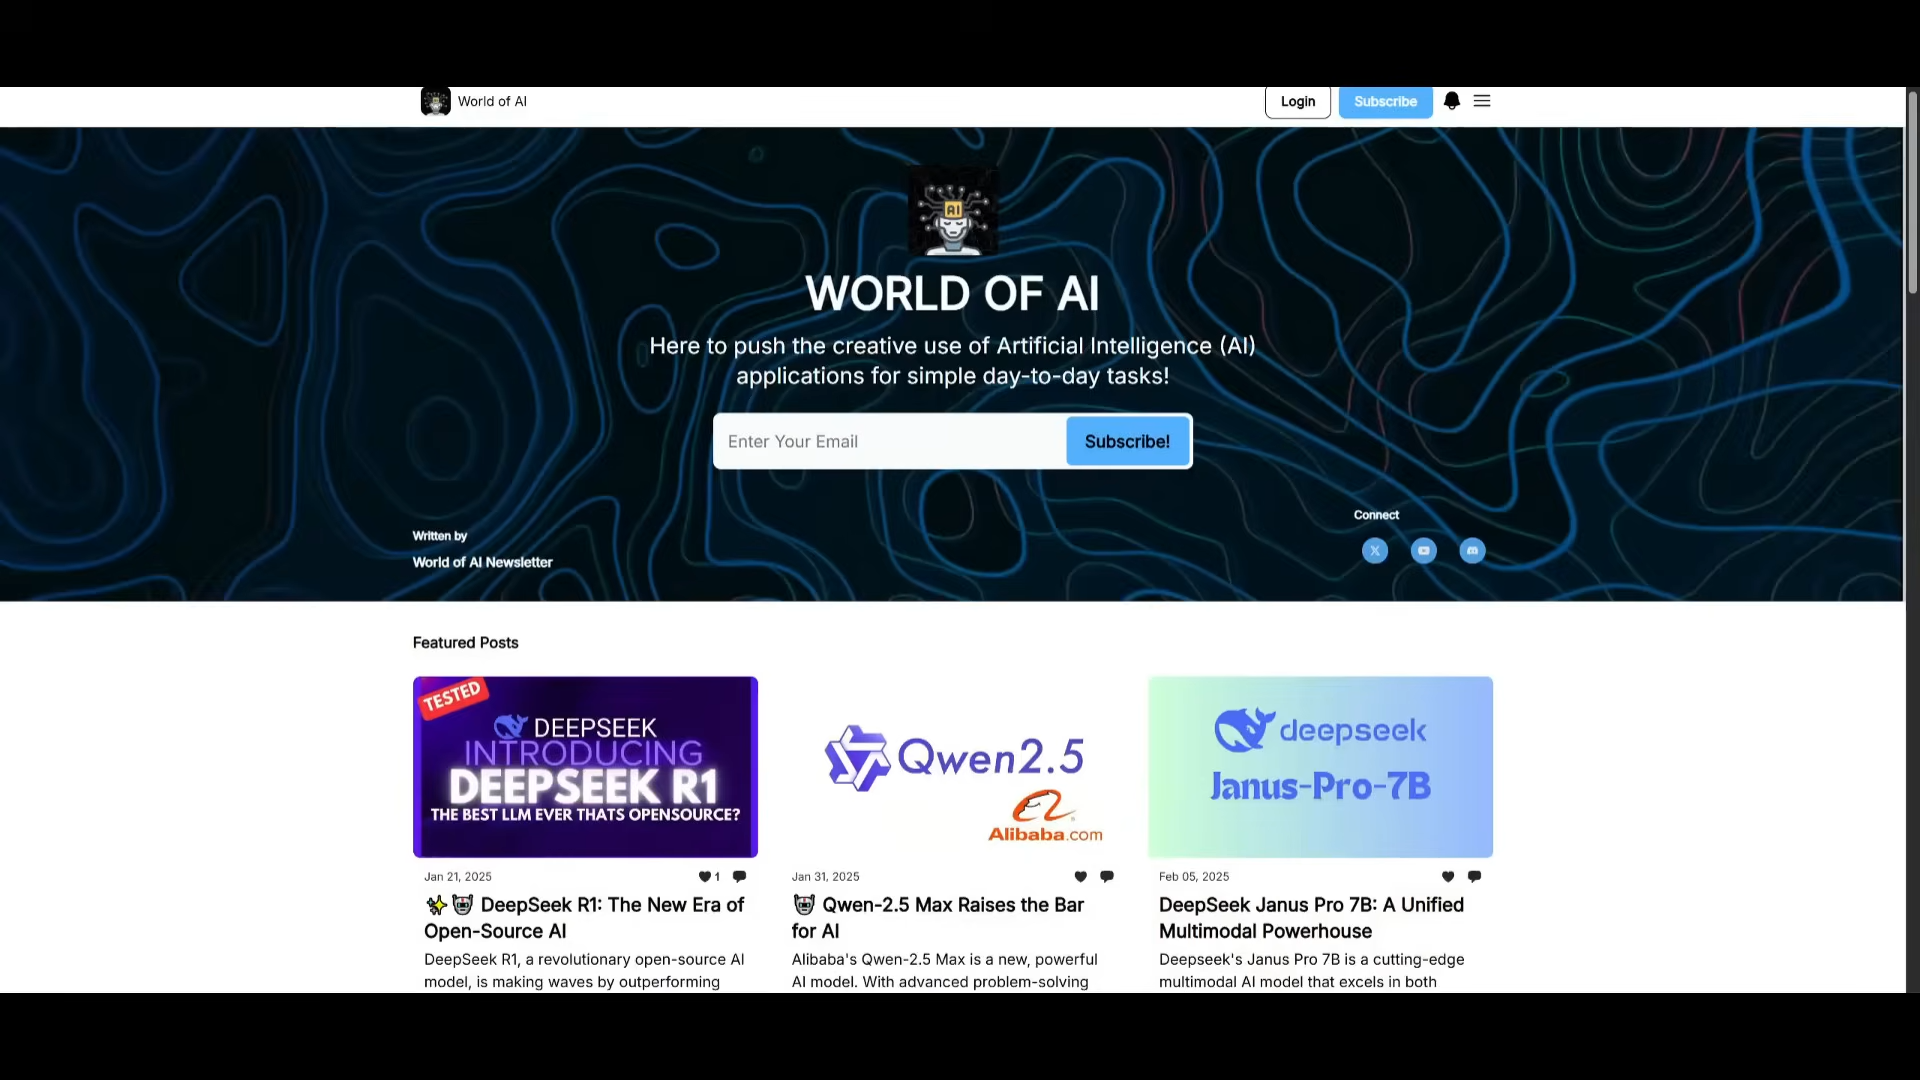 World of AI
Login
Subscribe
AI
WORLD OF AI
Here to push the creative use of Artificial Intelligence (AI)
applications for simple day-to-day tasks!
Enter Your Email
Subscribe!
Connect
Written by
World of AI Newsletter
Featured Posts
TESTED
DEEPSEEK
INTRODUCING
DEEPSEEK R1
THE BEST LLM EVER THATS OPENSOURCE?
Qwen2.5
Alibaba.com
deepseek
Janus-Pro-7B
Jan 21, 2025
1
✨🤖 DeepSeek R1: The New Era of
Open-Source AI
DeepSeek R1, a revolutionary open-source AI
model, is making waves by outperforming
Jan 31, 2025
🤖 Qwen-2.5 Max Raises the Bar
for AI
Alibaba's Qwen-2.5 Max is a new, powerful
AI model. With advanced problem-solving
Feb 05, 2025
DeepSeek Janus Pro 7B: A Unified
Multimodal Powerhouse
Deepseek's Janus Pro 7B is a cutting-edge
multimodal AI model that excels in both